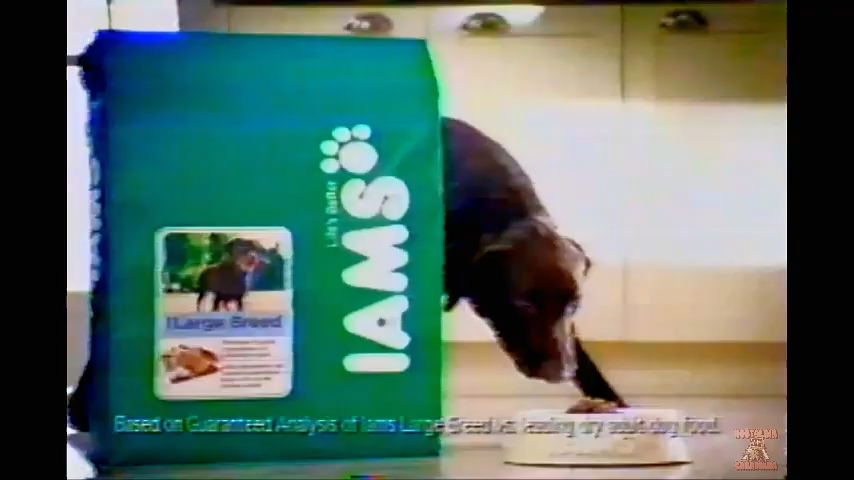 Life's Better
IAMS
Large Breed
Based on Guaranteed Analysis of Iams Large Breed vs. leading dry adult dog food.